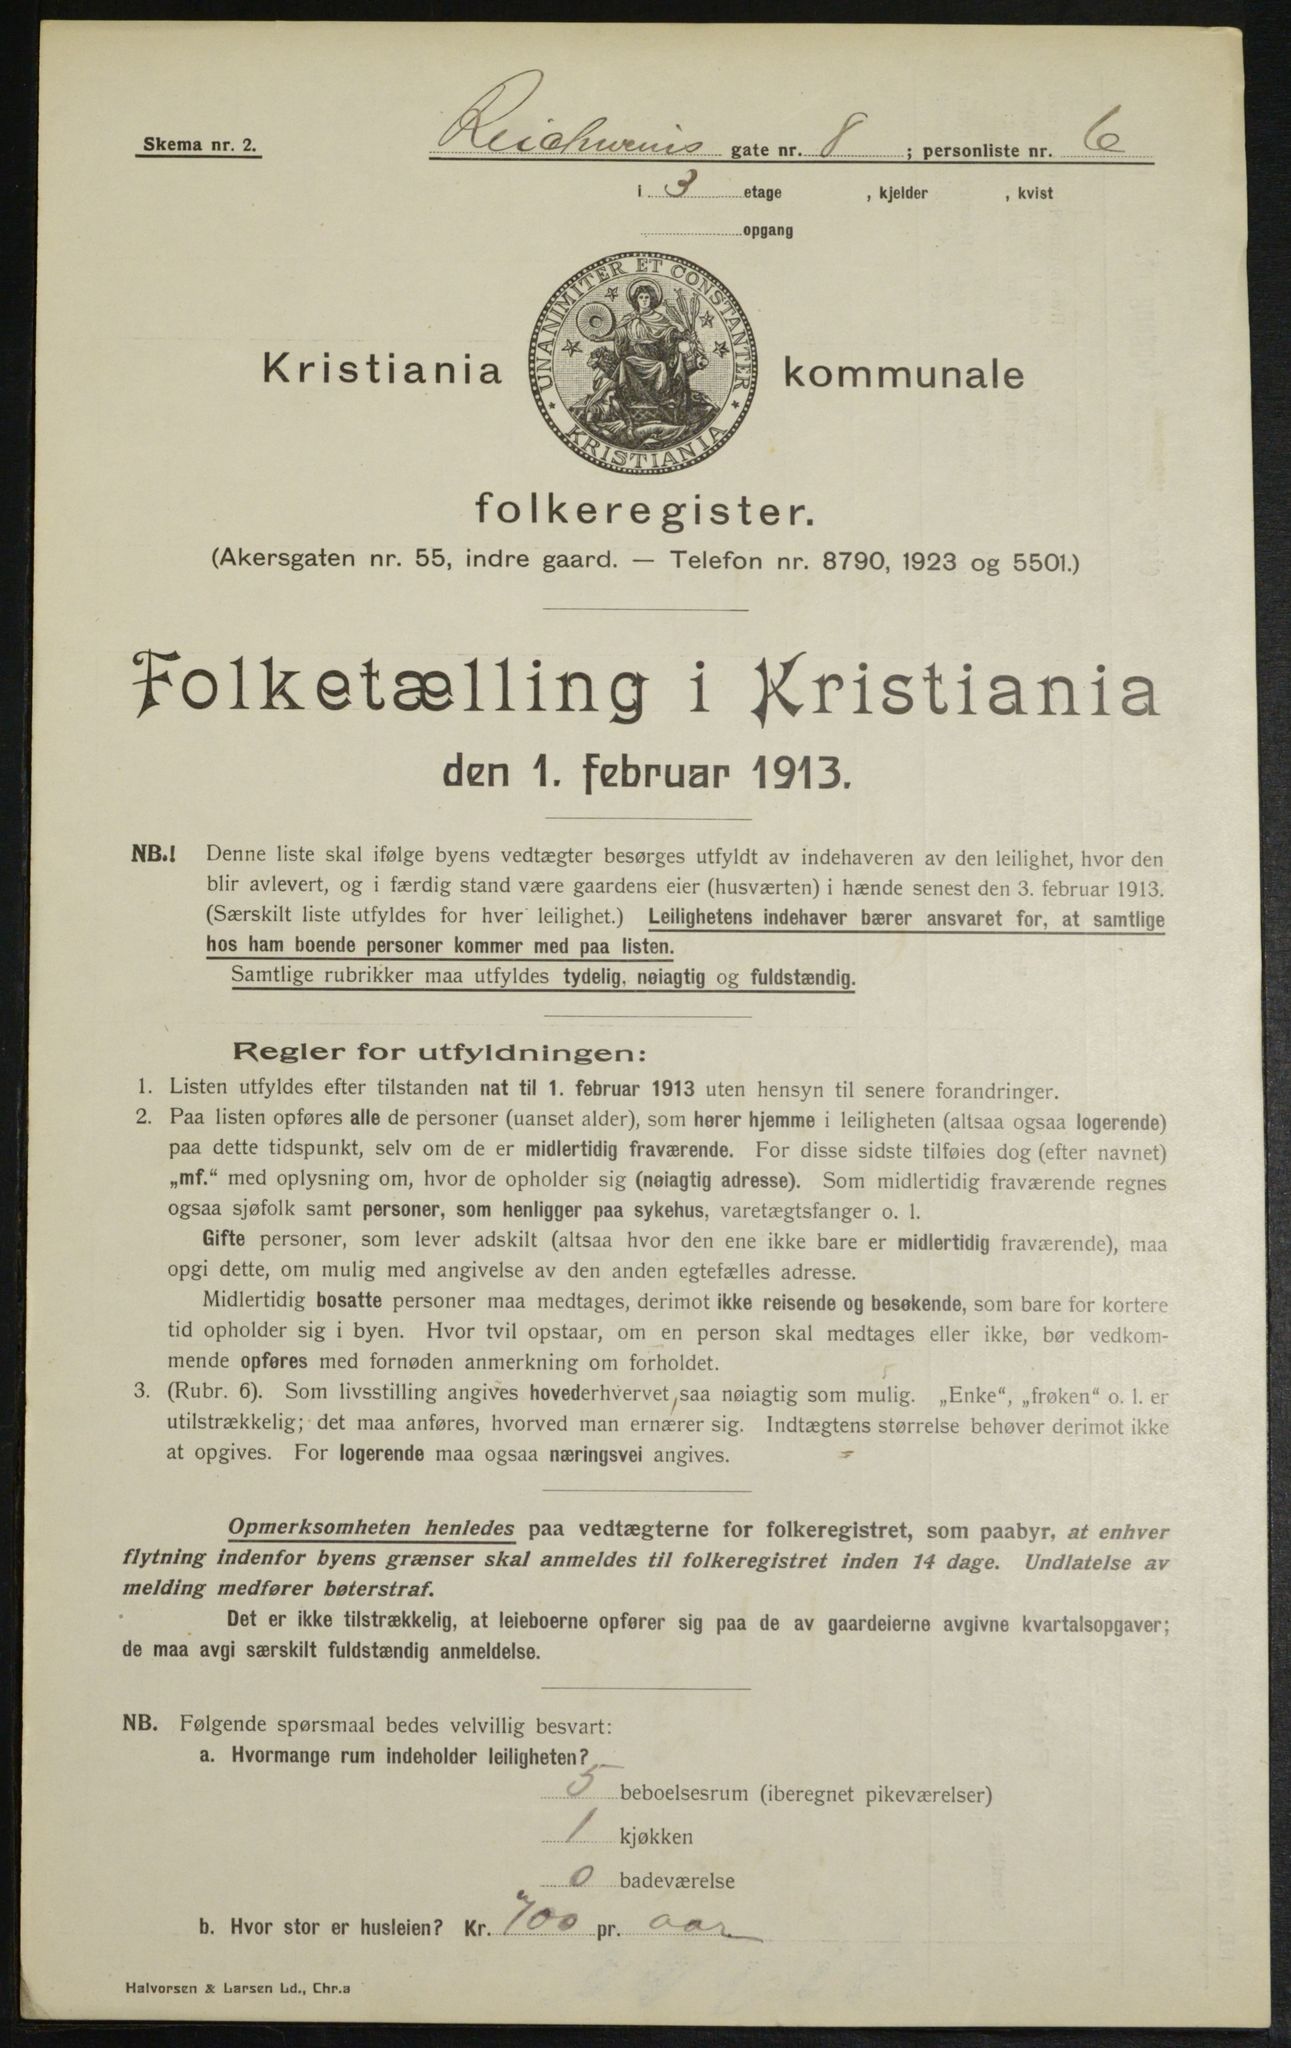 Skema nr. 2.
Reichweins gate nr. 8 ; personliste nr. 6
i 3 etage , kjelder , kvist
opgang
UNANIMITER ET CONSTANTER
KRISTIANIA
Kristiania kommunale
folkeregister.
(Akersgaten nr. 55, indre gaard. — Telefon nr. 8790, 1923 og 5501.)
Folketælling i Kristiania
den 1. februar 1913.
NB.! Denne liste skal ifølge byens vedtægter besørges utfyldt av indehaveren av den leilighet, hvor den
blir avlevert, og i færdig stand være gaardens eier (husværten) i hænde senest den 3. februar 1913.
(Særskilt liste utfyldes for hver leilighet.) Leilighetens indehaver bærer ansvaret for, at samtlige
hos ham boende personer kommer med paa listen.
Samtlige rubrikker maa utfyldes tydelig, nøiagtig og fuldstændig.
Regler for utfyldningen:
1. Listen utfyldes efter tilstanden nat til 1. februar 1913 uten hensyn til senere forandringer.
2. Paa listen opføres alle de personer (uanset alder), som hører hjemme i leiligheten (altsaa ogsaa logerende)
paa dette tidspunkt, selv om de er midlertidig fraværende. For disse sidste tilføies dog (efter navnet)
„mf.“ med oplysning om, hvor de opholder sig (nøiagtig adresse). Som midlertidig fraværende regnes
ogsaa sjøfolk samt personer, som henligger paa sykehus, varetægtsfanger o. l.
Gifte personer, som lever adskilt (altsaa hvor den ene ikke bare er midlertidig fraværende), maa
opgi dette, om mulig med angivelse av den anden egtefælles adresse.
Midlertidig bosatte personer maa medtages, derimot ikke reisende og besøkende, som bare for kortere
tid opholder sig i byen. Hvor tvil opstaar, om en person skal medtages eller ikke, bør vedkom-
mende opføres med fornøden anmerkning om forholdet.
3. (Rubr. 6). Som livsstilling angives hovederhvervet saa nøiagtig som mulig. „Enke“, „frøken“ o. l. er
utilstrækkelig; det maa anføres, hvorved man ernærer sig. Indtægtens størrelse behøver derimot ikke
at opgives. For logerende maa ogsaa næringsvei angives.
Opmerksomheten henledes paa vedtægterne for folkeregistret, som paabyr, at enhver
flytning indenfor byens grænser skal anmeldes til folkeregistret inden 14 dage. Undlatelse av
melding medfører bøterstraf.
Det er ikke tilstrækkelig, at leieboerne opfører sig paa de av gaardeierne avgivne kvartalsopgaver;
de maa avgi særskilt fuldstændig anmeldelse.
NB. Følgende spørsmaal bedes velvillig besvart:
a. Hvormange rum indeholder leiligheten?
5 beboelsesrum (iberegnet pikeværelser)
1 kjøkken
0 badeværelse
b. Hvor stor er husleien? Kr. 700 pr. aar
Halvorsen & Larsen Ld., Chr.a